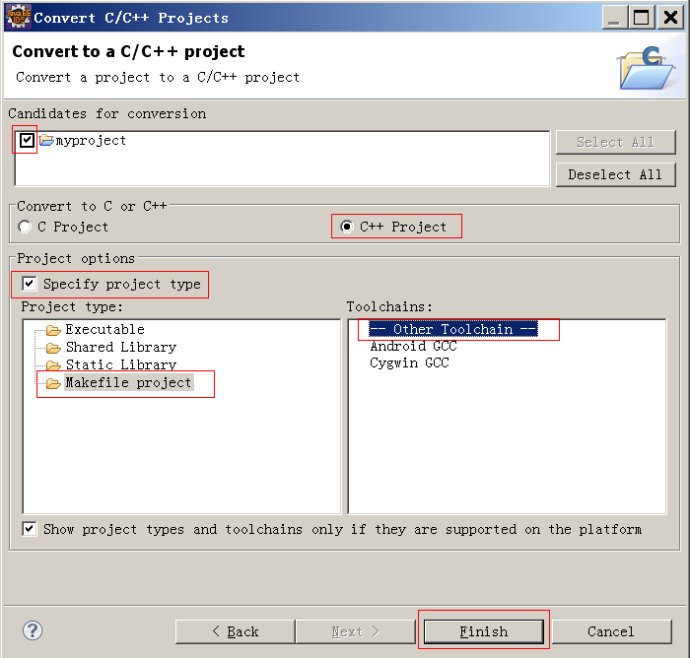 Convert C/C++ Projects
Convert to a C/C++ project
Convert a project to a C/C++ project
Candidates for conversion
myproject
Select All
Deselect All
Convert to C or C++
C Project
C++ Project
Project options
Specify project type
Project type:
Toolchains:
Executable
Shared Library
Static Library
Makefile project
-- Other Toolchain --
Android GCC
Cygwin GCC
Show project types and toolchains only if they are supported on the platform
?
< Back
Next >
Finish
Cancel